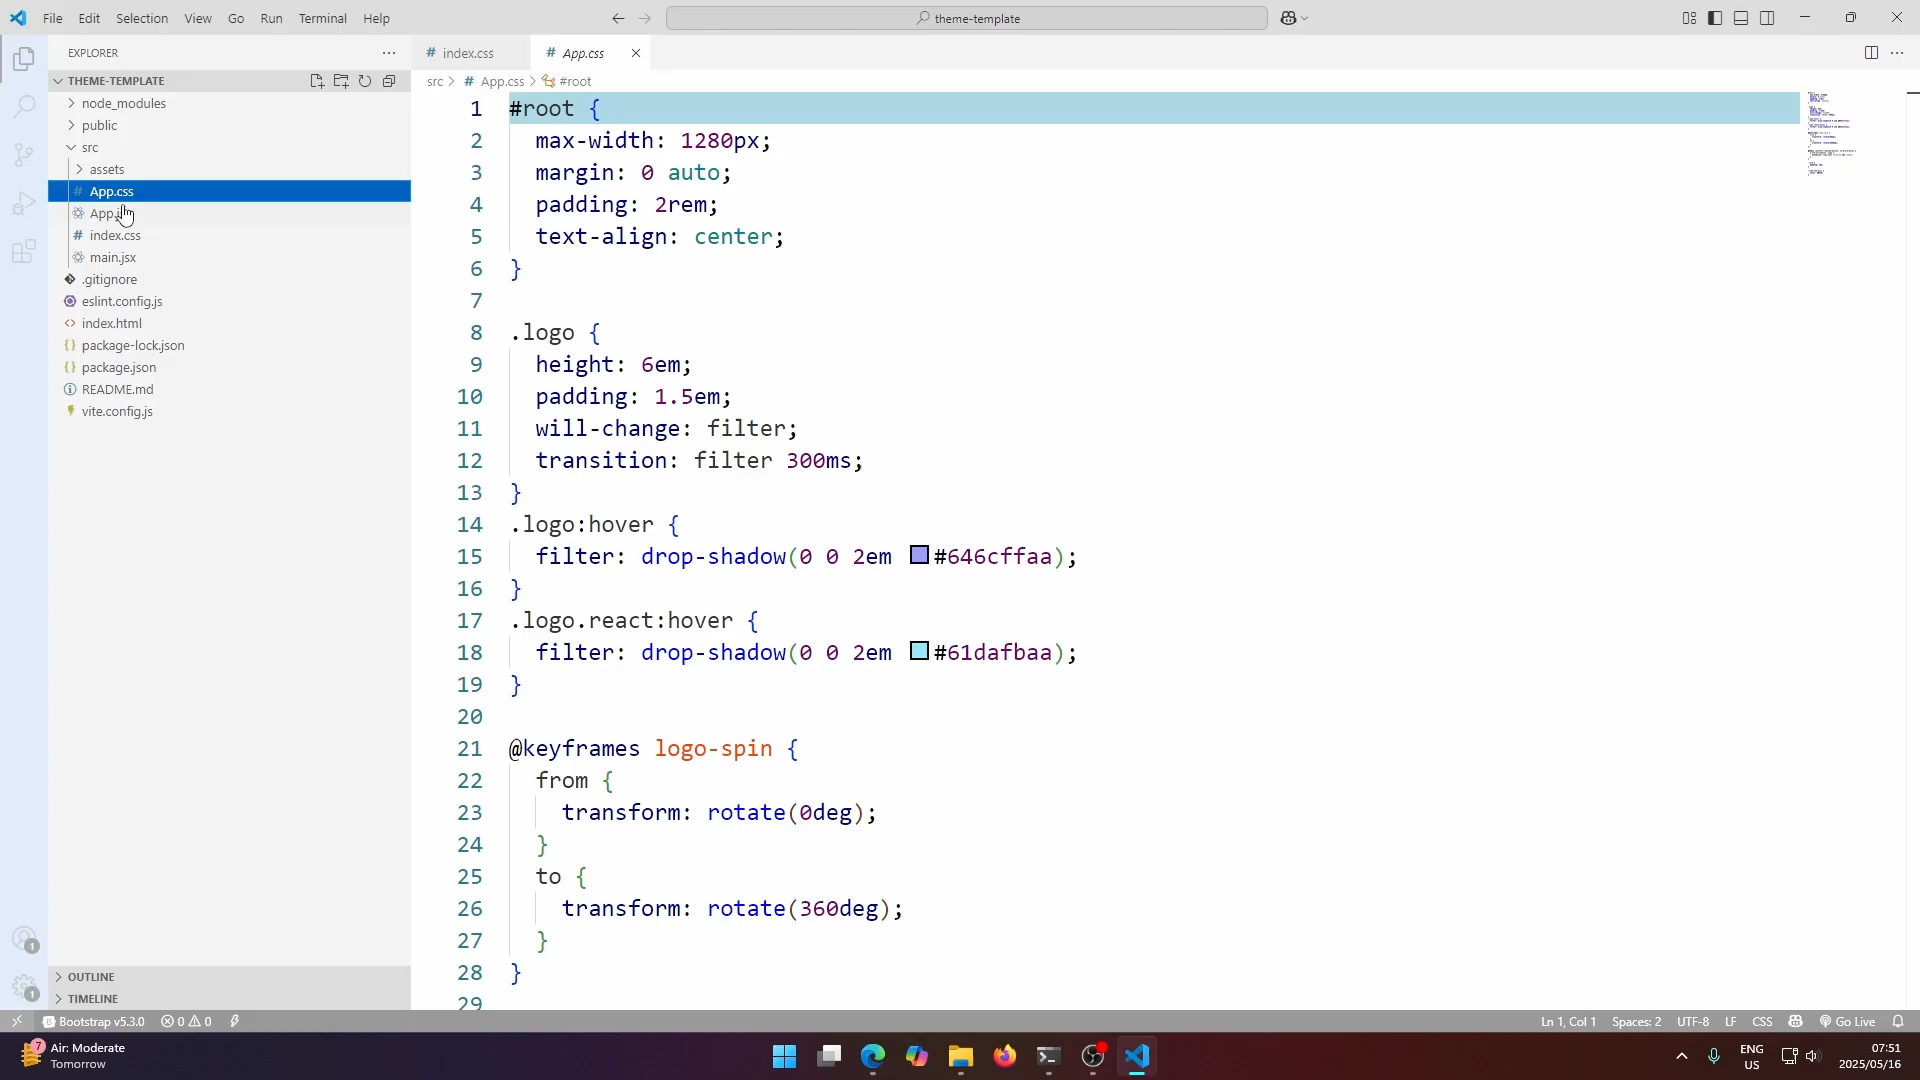 File Edit Selection View Go Run Terminal Help
theme-template
EXPLORER
THEME-TEMPLATE
node_modules
public
src
assets
App.css
index.css
main.jsx
.gitignore
eslint.config.js
index.html
package-lock.json
package.json
README.md
vite.config.js
OUTLINE
TIMELINE
# index.css
# App.css
src > # App.css > #root
1 #root {
2 max-width: 1280px;
3 margin: 0 auto;
4 padding: 2rem;
5 text-align: center;
6 }
7
8 .logo {
9 height: 6em;
10 padding: 1.5em;
11 will-change: filter;
12 transition: filter 300ms;
13 }
14 .logo:hover {
15 filter: drop-shadow(0 0 2em #646cffaa);
16 }
17 .logo.react:hover {
18 filter: drop-shadow(0 0 2em #61dafbaa);
19 }
20
21 @keyframes logo-spin {
22 from {
23 transform: rotate(0deg);
24 }
25 to {
26 transform: rotate(360deg);
27 }
28 }
29
Bootstrap v5.3.0 0 0
Ln 1, Col 1 Spaces: 2 UTF-8 LF CSS Go Live
Air: Moderate
Tomorrow
ENG
US
07:51
2025/05/16